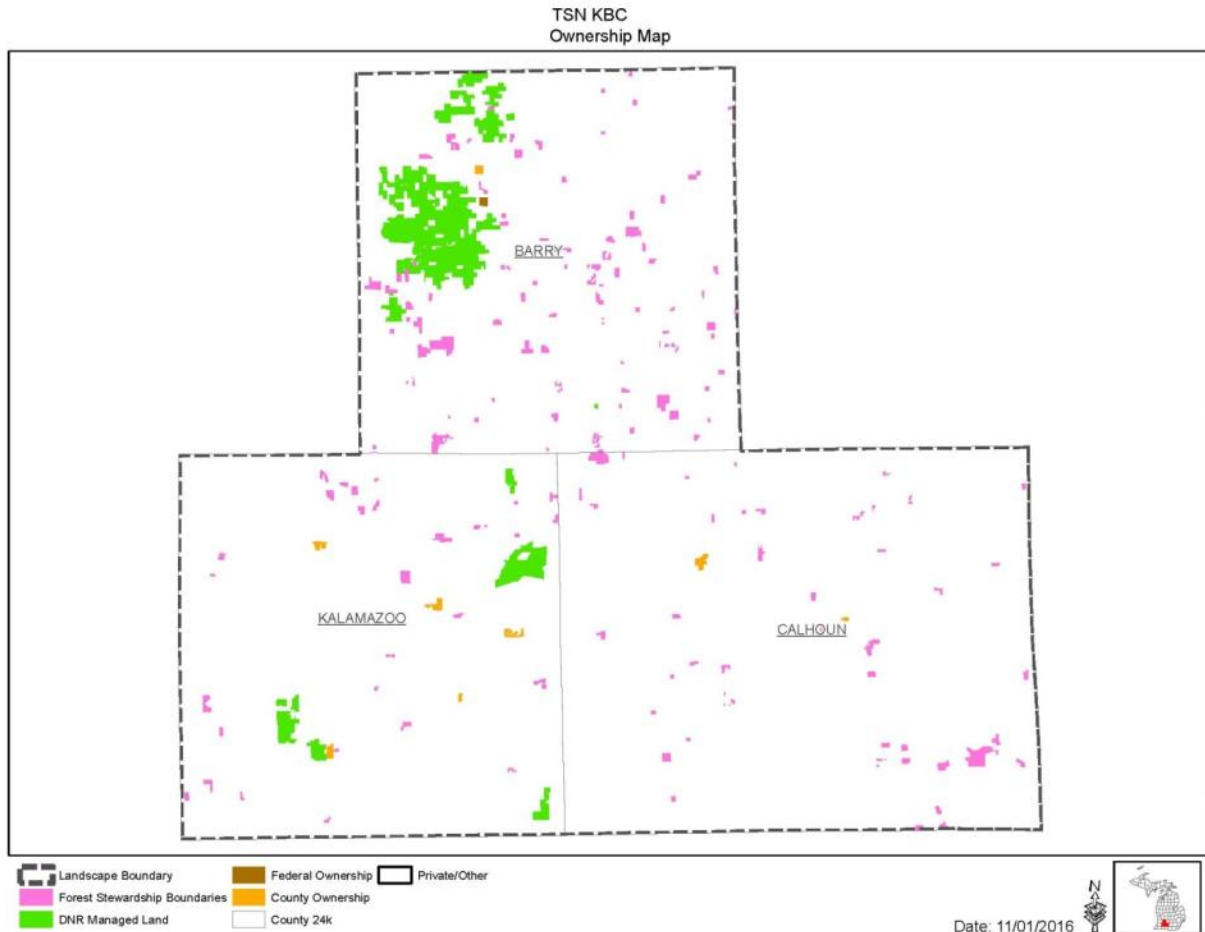 TSN KBC
Ownership Map
BARRY
KALAMAZOO
CALHOUN
Landscape Boundary
Federal Ownership
Private/Other
Forest Stewardship Boundaries
County Ownership
DNR Managed Land
County 24k
N
Date: 11/01/2016